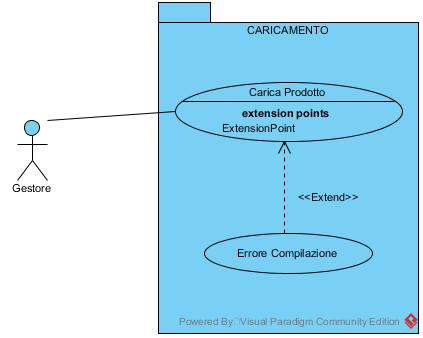 CARICAMENTO
Carica Prodotto
extension points
ExtensionPoint
Gestore
<<Extend>>
Errore Compilazione
Powered By Visual Paradigm Community Edition